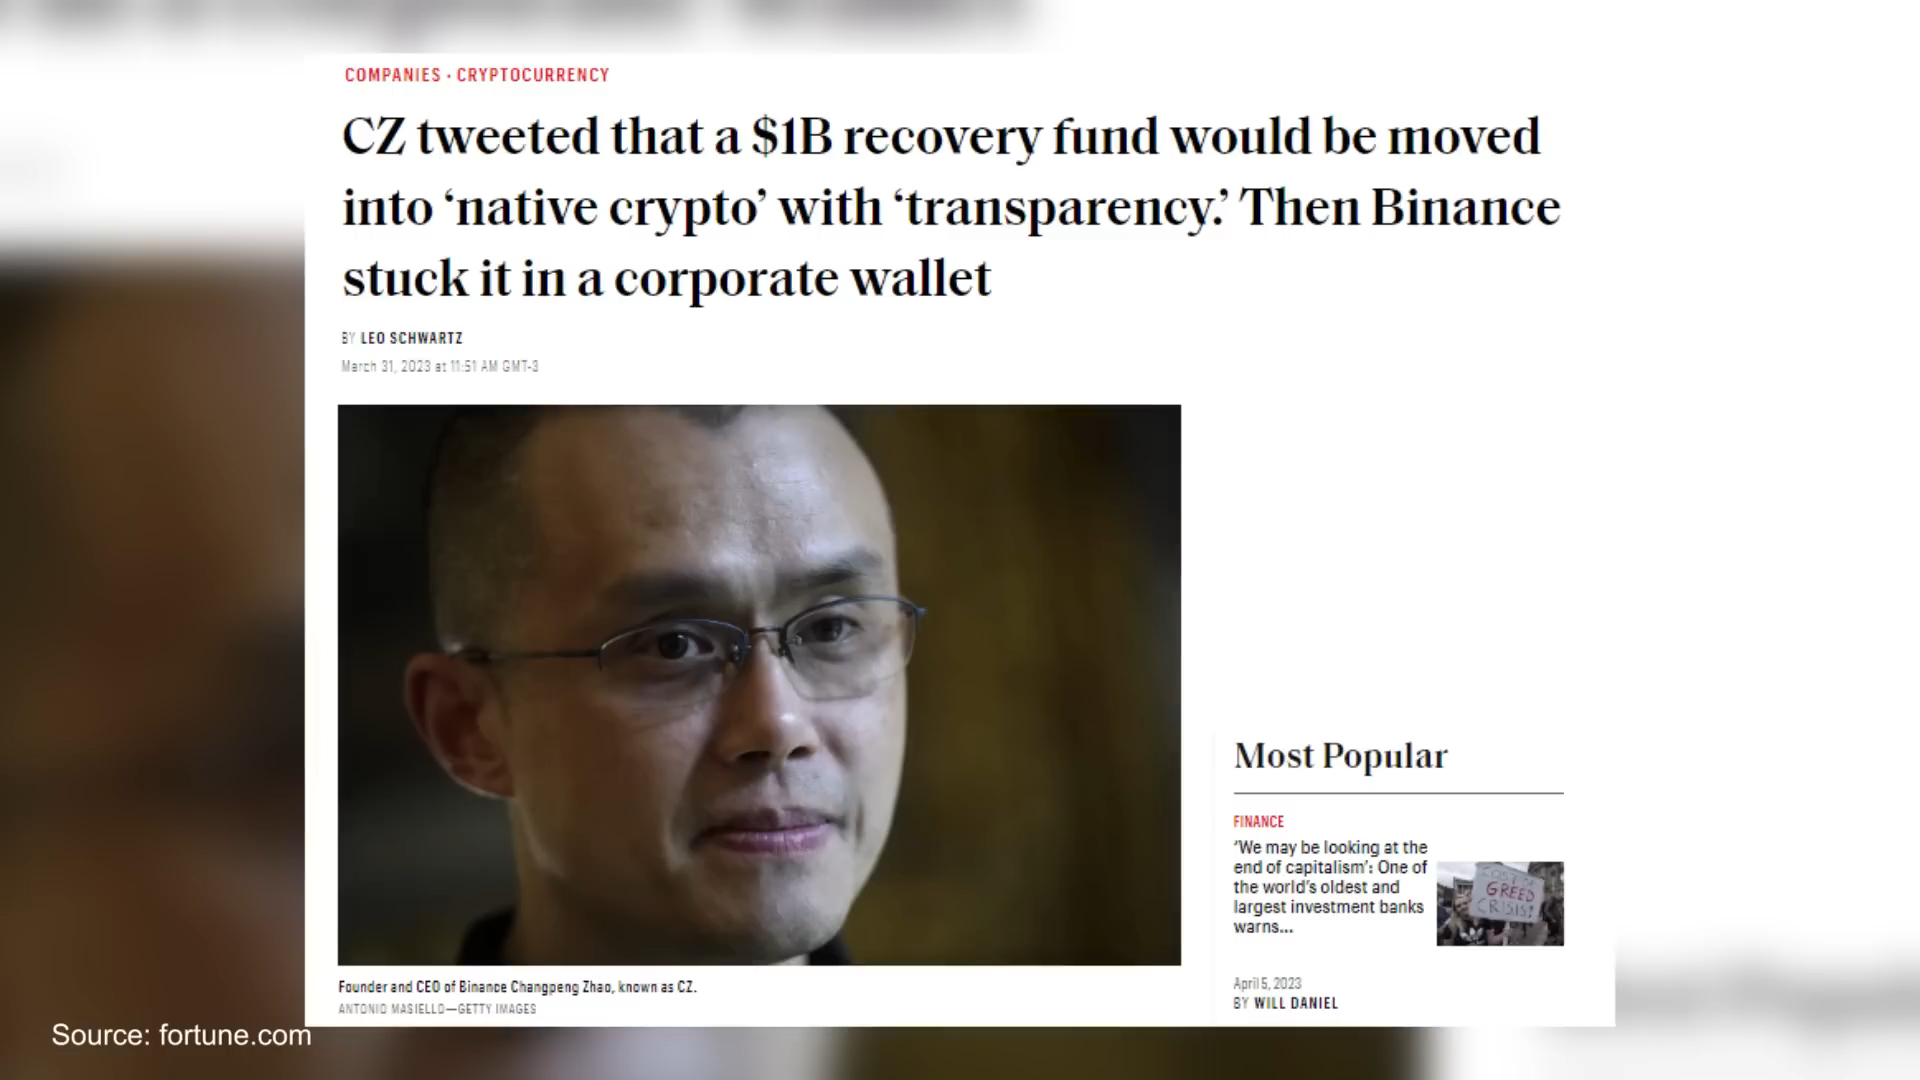 COMPANIES · CRYPTOCURRENCY
CZ tweeted that a $1B recovery fund would be moved
into ‘native crypto’ with ‘transparency.’ Then Binance
stuck it in a corporate wallet
BY LEO SCHWARTZ
March 31, 2023 at 11:51 AM GMT-3
Most Popular
FINANCE
‘We may be looking at the
end of capitalism’: One of
the world’s oldest and
largest investment banks
warns...
GREED
CRISIS!
April 5, 2023
BY WILL DANIEL
Founder and CEO of Binance Changpeng Zhao, known as CZ.
ANTONIO MASIELLO—GETTY IMAGES
Source: fortune.com